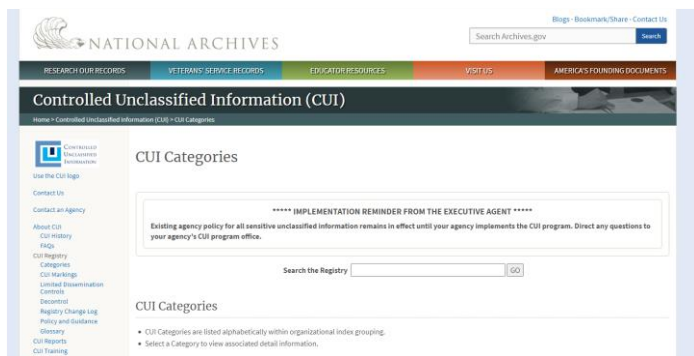 Blogs · Bookmark/Share · Contact Us
NATIONAL ARCHIVES
Search Archives.gov
Search
RESEARCH OUR RECORDS
VETERANS' SERVICE RECORDS
EDUCATOR RESOURCES
VISIT US
AMERICA'S FOUNDING DOCUMENTS
Controlled Unclassified Information (CUI)
Home > Controlled Unclassified Information (CUI) > CUI Categories
CONTROLLED
UNCLASSIFIED
INFORMATION
Use the CUI logo
Contact Us
Contact an Agency
About CUI
CUI History
FAQs
CUI Registry
Categories
CUI Markings
Limited Dissemination
Controls
Decontrol
Registry Change Log
Policy and Guidance
Glossary
CUI Reports
CUI Training
CUI Categories
***** IMPLEMENTATION REMINDER FROM THE EXECUTIVE AGENT *****
Existing agency policy for all sensitive unclassified information remains in effect until your agency implements the CUI program. Direct any questions to
your agency's CUI program office.
Search the Registry
GO
CUI Categories
• CUI Categories are listed alphabetically within organizational index grouping.
• Select a Category to view associated detail information.